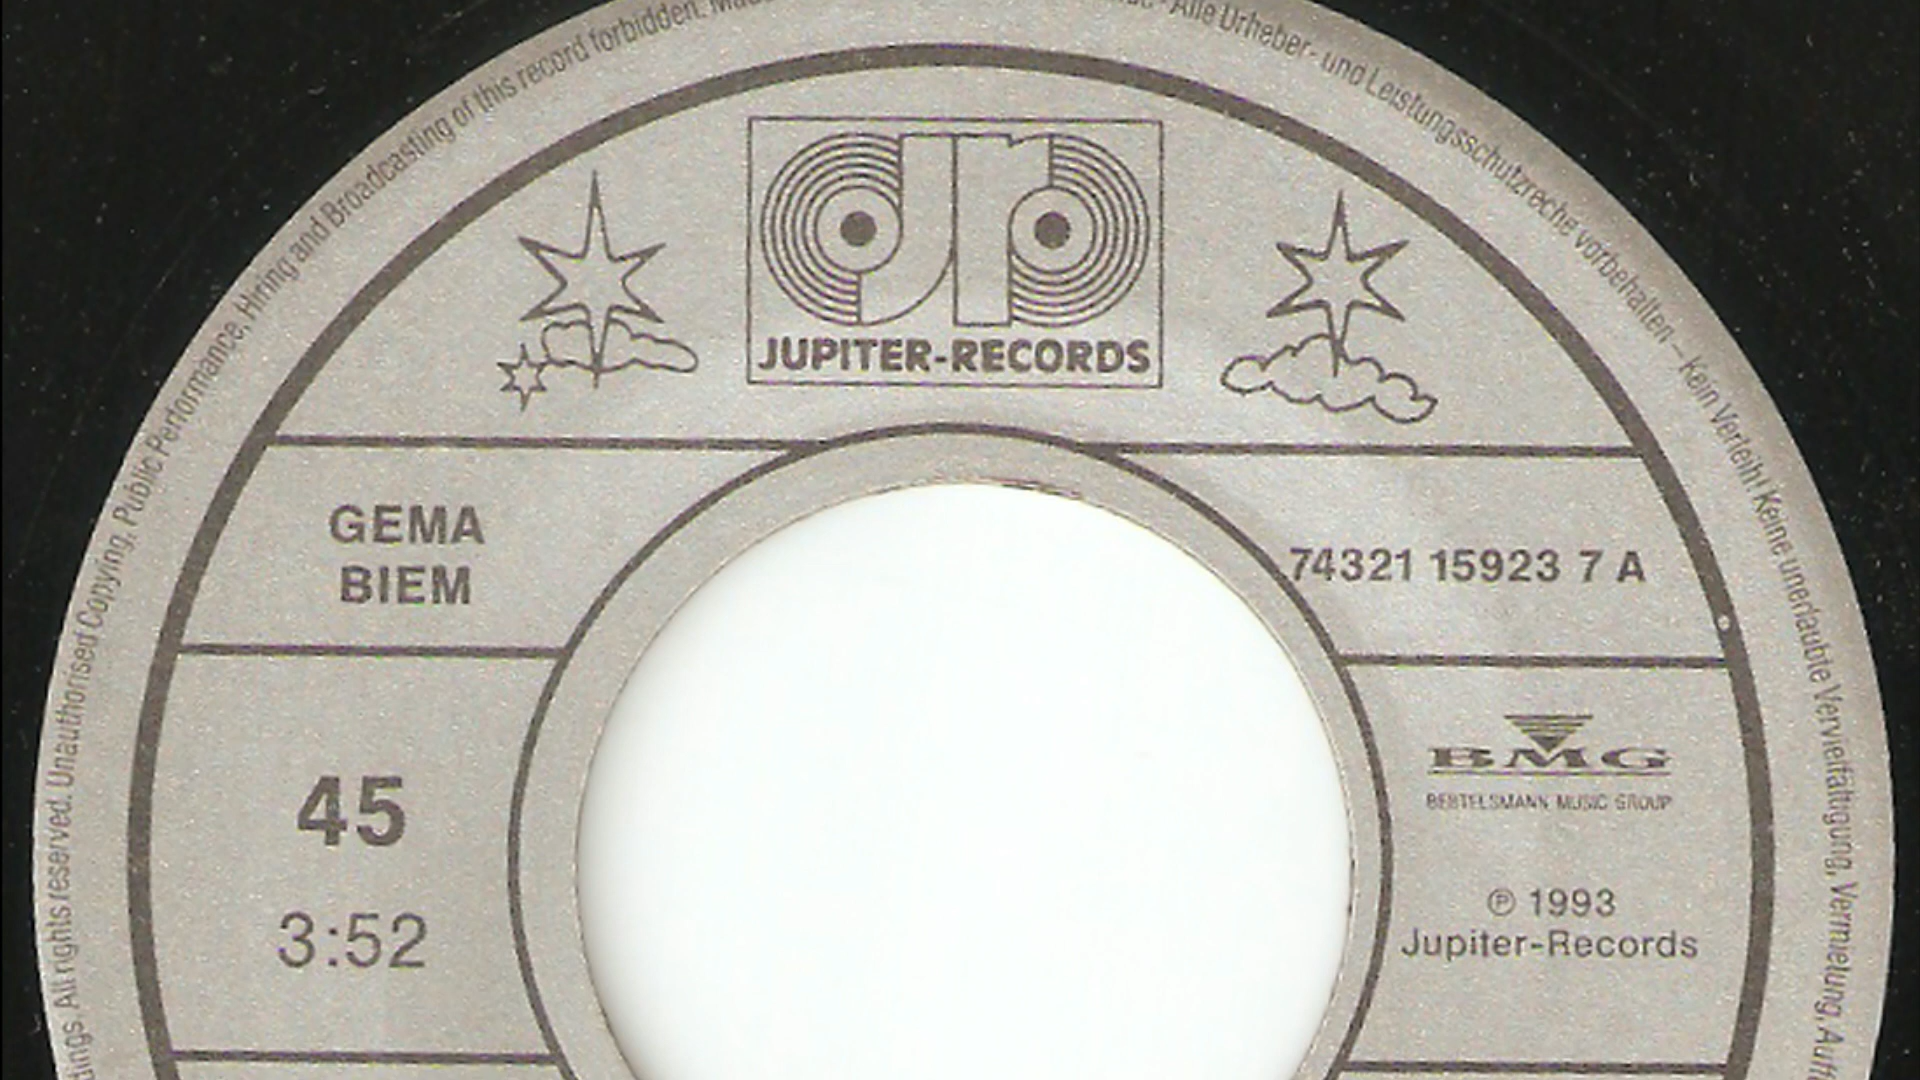 dings. All rights reserved. Unauthorised Copying, Public Performance, Hiring and Broadcasting of this record forbidden.
- Alle Urheber- und Leistungsschutzrechte vorbehalten – Kein Verleih! Keine unerlaubte Vervielfältigung, Vermietung,
JUPITER-RECORDS
GEMA
BIEM
74321 15923 7 A
45
3:52
BMG
BERTELSMANN MUSIC GROUP
℗ 1993
Jupiter-Records